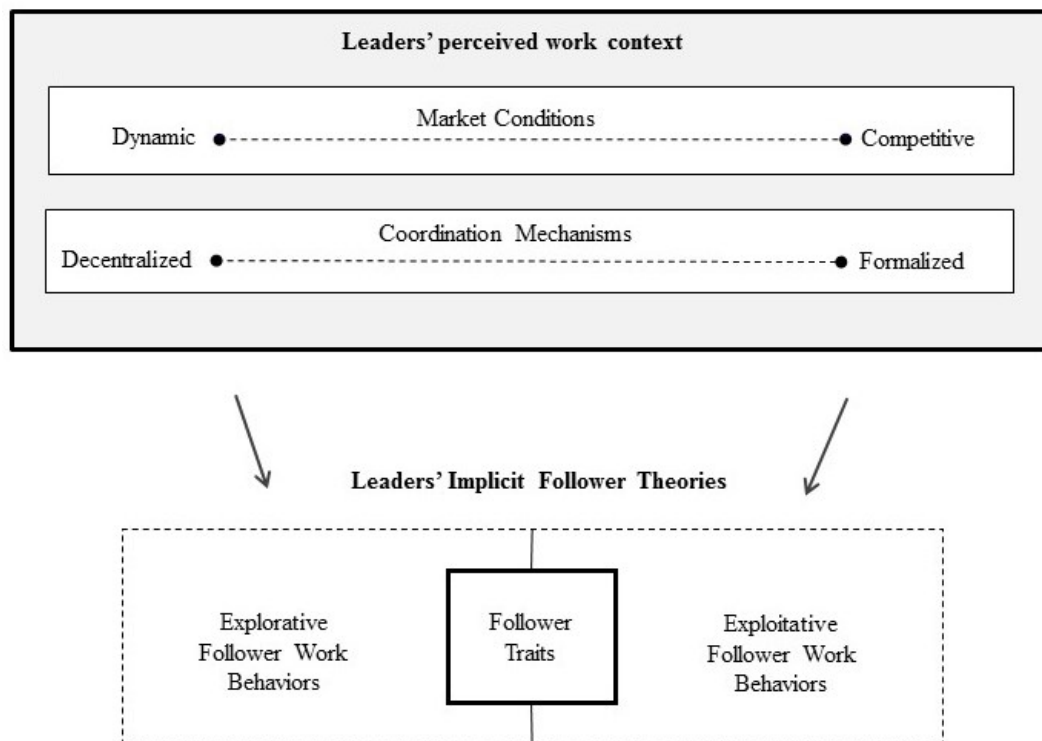 Leaders' perceived work context
Market Conditions
Dynamic
Competitive
Coordination Mechanisms
Decentralized
Formalized
Leaders' Implicit Follower Theories
Explorative
Follower Work
Behaviors
Follower
Traits
Exploitative
Follower Work
Behaviors